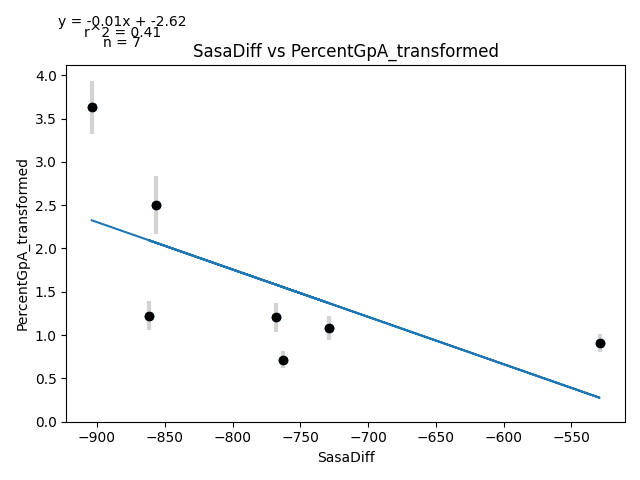 y = -0.01x + -2.62
r^2 = 0.41
n = 7
SasaDiff vs PercentGpA_transformed
4.0
3.5
3.0
2.5
2.0
1.5
1.0
0.5
0.0
PercentGpA_transformed
−900 −850 −800 −750 −700 −650 −600 −550
SasaDiff